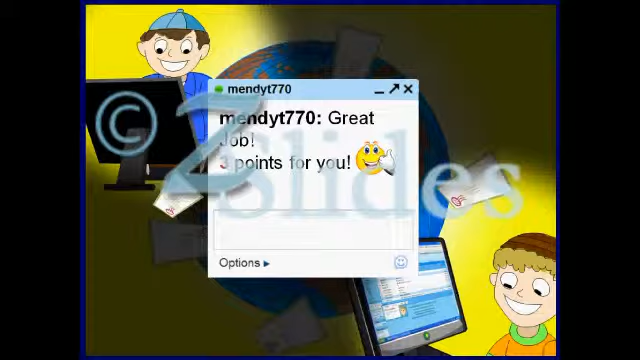 mendyt770
mendyt770: Great
Job!
3 points for you!
Options
© ZSlides